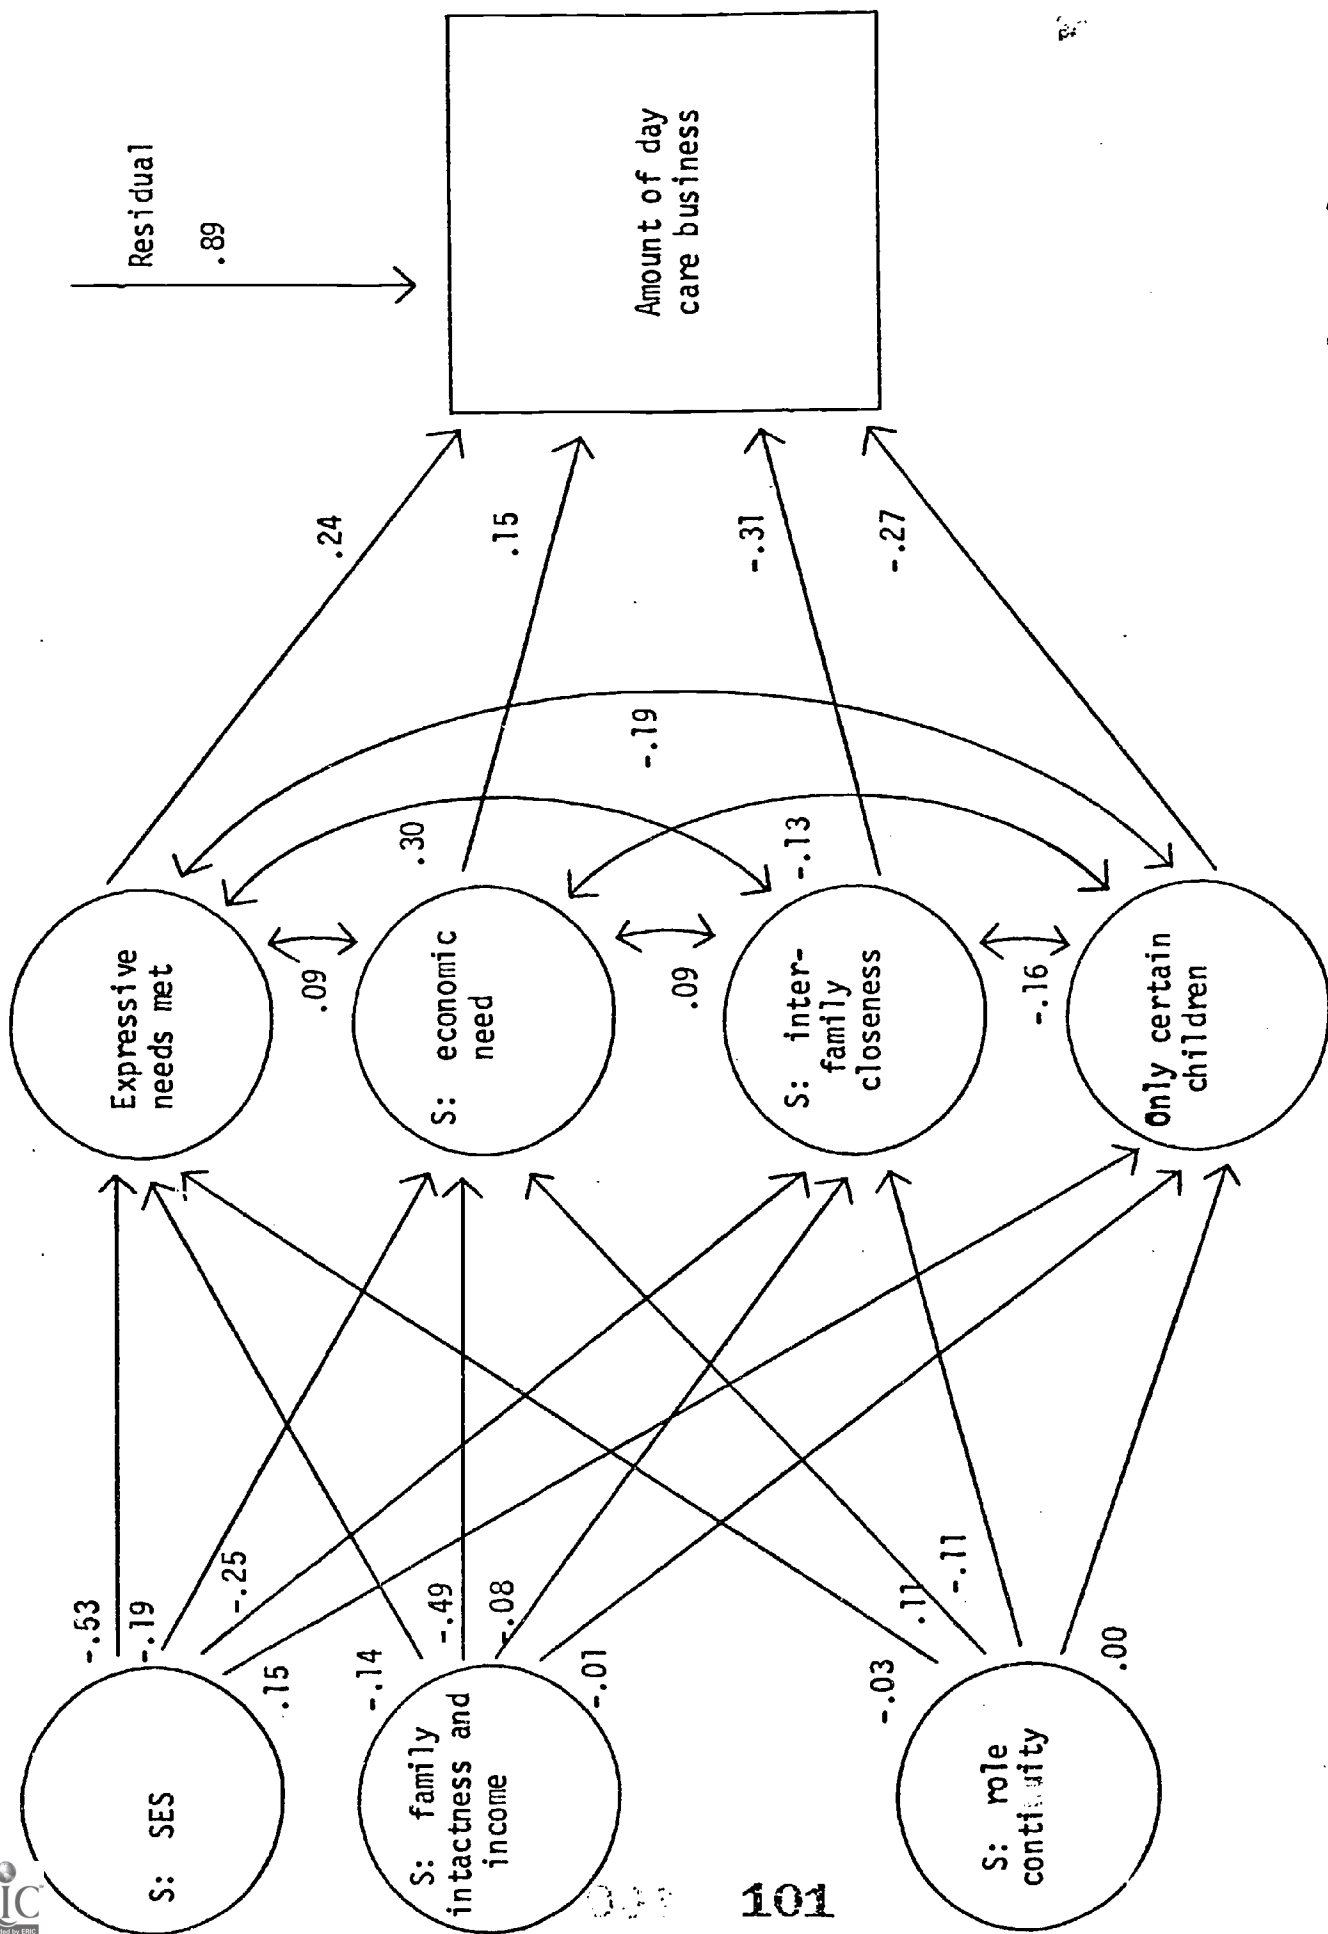 S: SES
-.53
-.19
-.25
.15
S: family
intactness and
income
-.14
-.49
-.08
-.01
S: role
-.03
.11
-.11
.00
Expressive
needs met
.09
S: economic
need
.30
.09
S: inter-
family
closeness
-.13
-.16
Only certain
children
-.19
.24
.15
-.31
-.27
Residual
.89
Amount of day
care business
101